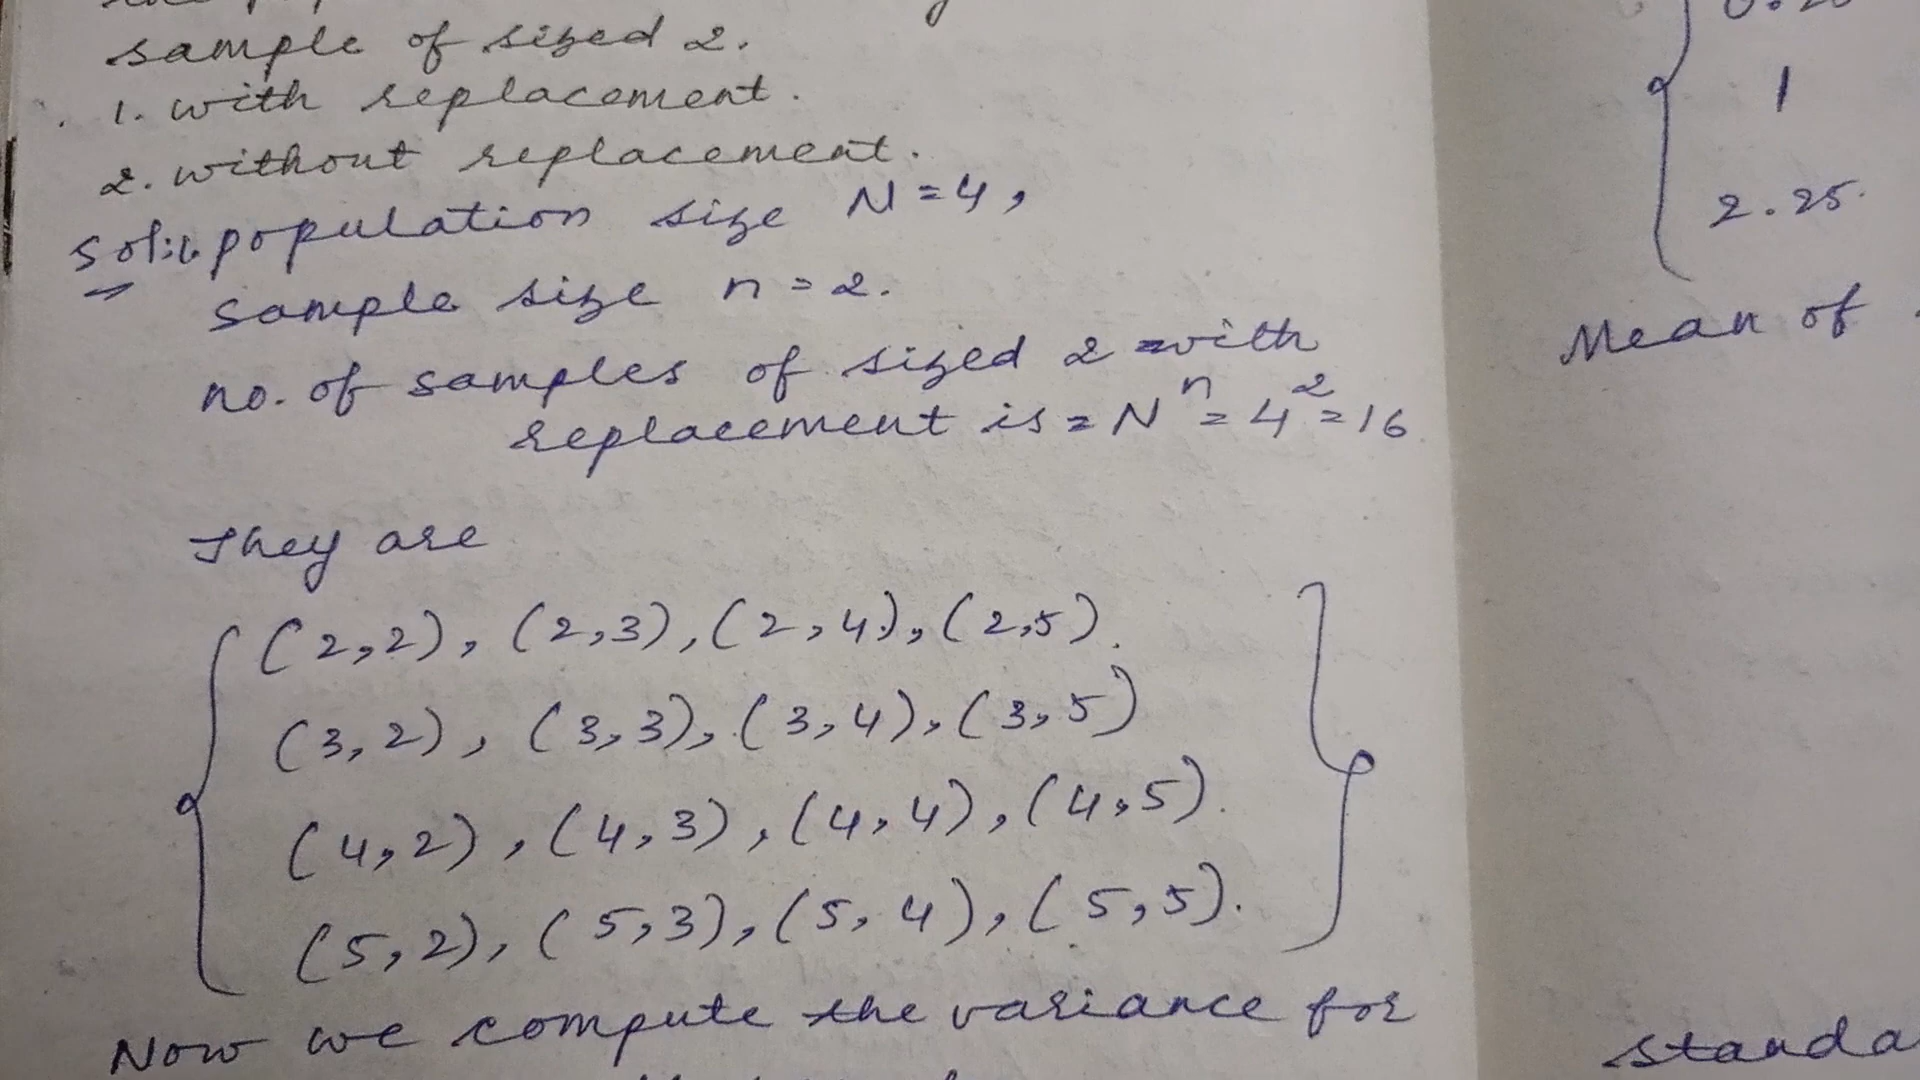 sample of sized 2.
1. with replacement.
2. without replacement.
Sol: population size N=4,
sample size n=2.
no. of samples of sized 2 with
replacement is = N^n = 4^2 = 16
They are
{(2,2), (2,3), (2,4), (2,5).
(3,2), (3,3), (3,4), (3,5)
(4,2), (4,3), (4,4), (4,5).
(5,2), (5,3), (5,4), (5,5).}
Now we compute the variance for
1
2.25.
Mean of
standa